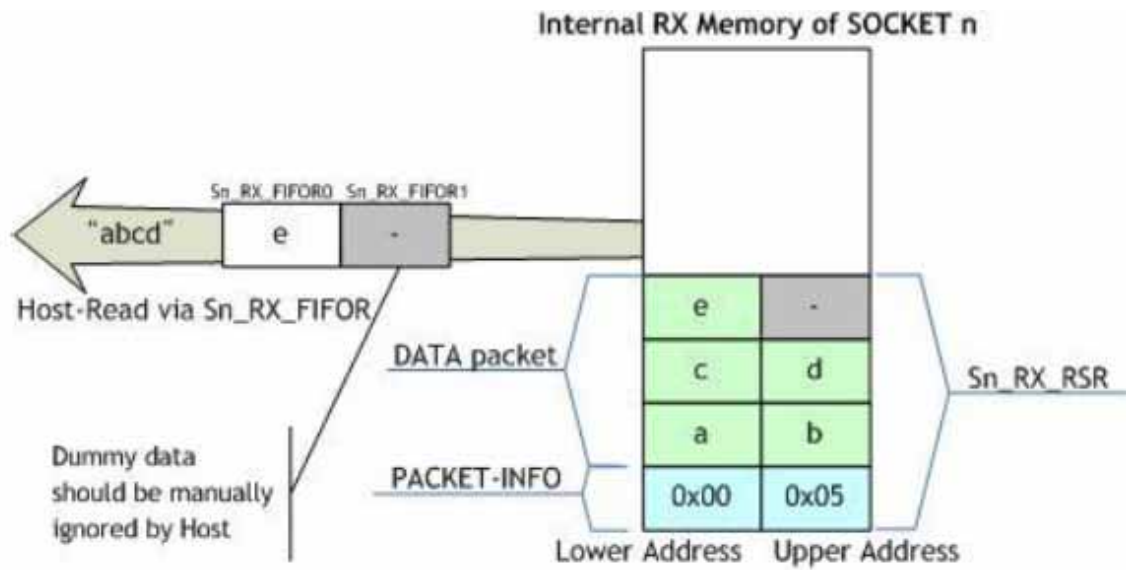 Internal RX Memory of SOCKET n
Sn_RX_FIFOR0 Sn_RX_FIFOR1
"abcd" e -
Host-Read via Sn_RX_FIFOR
e -
DATA packet
c d
Sn_RX_RSR
a b
Dummy data
should be manually
ignored by Host
PACKET-INFO
0x00 0x05
Lower Address Upper Address